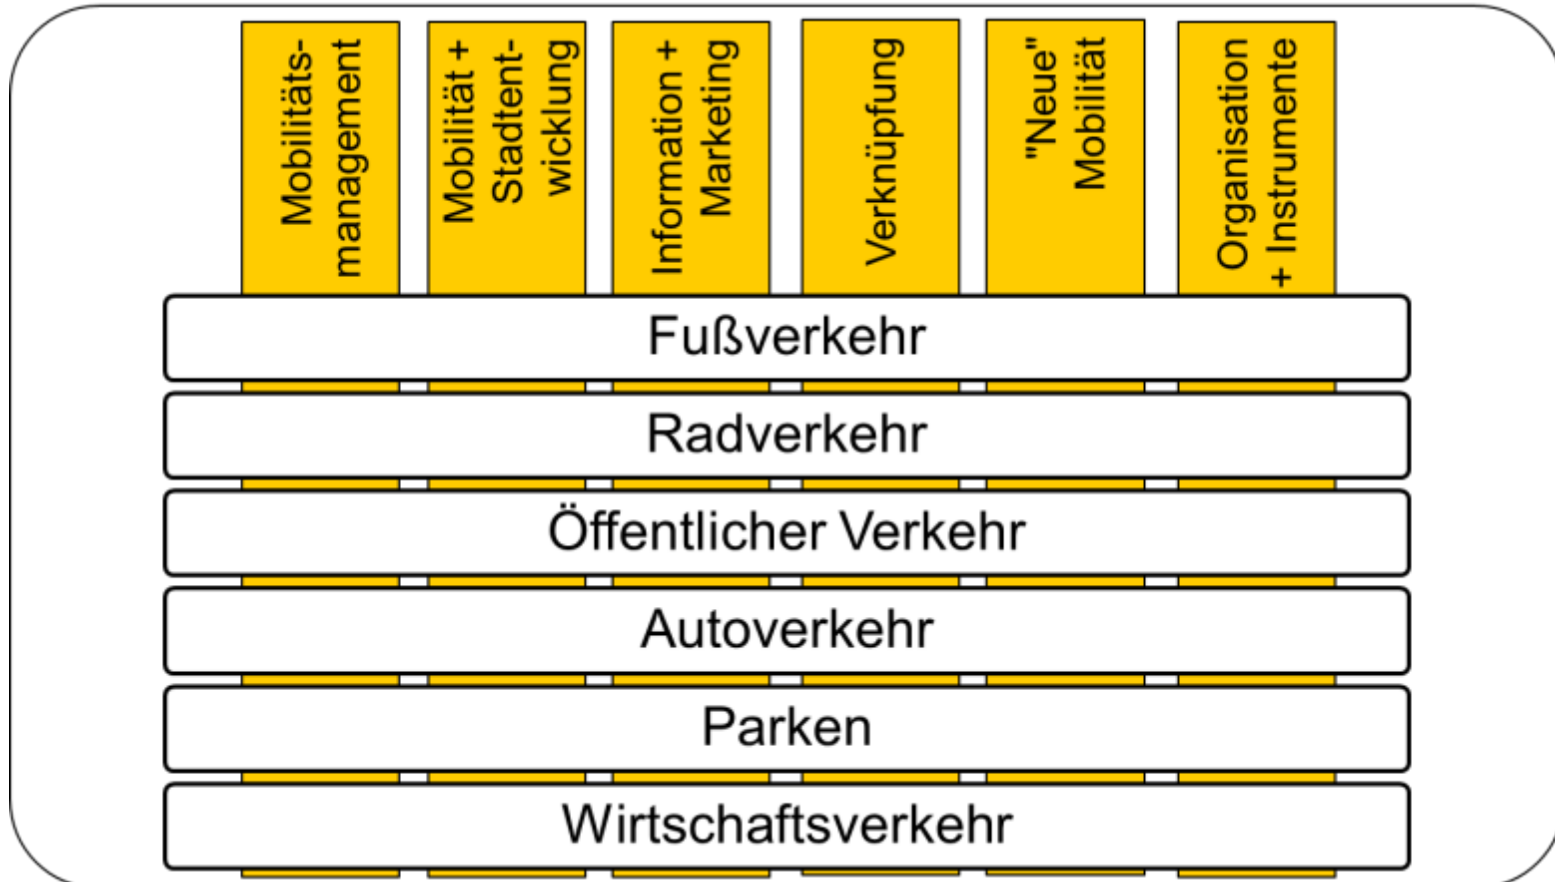 Mobilitäts-
management
Mobilität +
Stadtent-
wicklung
Information +
Marketing
Verknüpfung
"Neue"
Mobilität
Organisation
+ Instrumente
Fußverkehr
Radverkehr
Öffentlicher Verkehr
Autoverkehr
Parken
Wirtschaftsverkehr